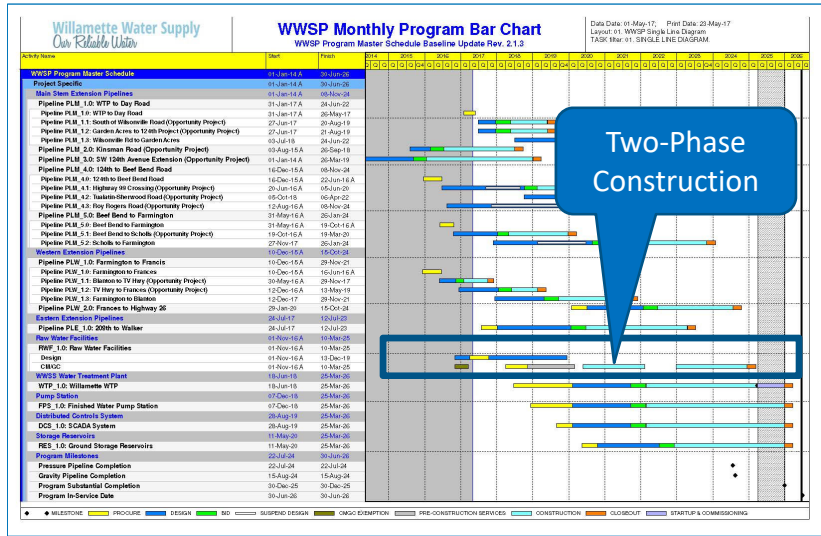 Willamette Water Supply
Our Reliable Water
WWSP Monthly Program Bar Chart
WWSP Program Master Schedule Baseline Update Rev. 2.1.3
Data Date: 01-May-17; Print Date: 23-May-17
Layout: 01. WWSP Single Line Diagram
TASK filter: 01. SINGLE LINE DIAGRAM.
Activity Name Start Finish 2014 2015 2016 2017 2018 2019 2020 2021 2022 2023 2024 2025 2026
WWSP Program Master Schedule 01-Jan-14 A 30-Jun-26
Project Specific 01-Jan-14 A 30-Jun-26
Main Stem Extension Pipelines 01-Jan-14 A 08-Nov-24
Pipeline PLM_1.0: WTP to Day Road 31-Jan-17 A 24-Jun-22
Pipeline PLM_1.0: WTP to Day Road 31-Jan-17 A 26-May-17
Pipeline PLM_1.1: South of Wilsonville Road (Opportunity Project) 27-Jun-17 20-Aug-19
Pipeline PLM_1.2: Garden Acres to 124th Project (Opportunity Project) 27-Jun-17 21-Aug-19
Pipeline PLM_1.3: Wilsonville Rd to Garden Acres 03-Jul-18 24-Jun-22
Pipeline PLM_2.0: Kinsman Road (Opportunity Project) 03-Aug-15 A 26-Sep-18
Pipeline PLM_3.0: SW 124th Avenue Extension (Opportunity Project) 01-Jan-14 A 26-Mar-19
Pipeline PLM_4.0: 124th to Beef Bend Road 16-Dec-15 A 08-Nov-24
Pipeline PLM_4.0: 124th to Beef Bend Road 16-Dec-15 A 22-Jun-16 A
Pipeline PLM_4.1: Highway 99 Crossing (Opportunity Project) 20-Jun-16 A 05-Jun-20
Pipeline PLM_4.2: Tualatin-Sherwood Road (Opportunity Project) 05-Oct-18 06-Apr-22
Pipeline PLM_4.3: Roy Rogers Road (Opportunity Project) 12-Aug-16 A 08-Nov-24
Pipeline PLM_5.0: Beef Bend to Farmington 31-May-16 A 26-Jan-24
Pipeline PLM_5.0: Beef Bend to Farmington 31-May-16 A 19-Oct-16 A
Pipeline PLM_5.1: Beef Bend to Scholls (Opportunity Project) 19-Oct-16 A 19-Mar-20
Pipeline PLM_5.2: Scholls to Farmington 27-Nov-17 26-Jan-24
Western Extension Pipelines 10-Dec-15 A 15-Oct-24
Pipeline PLW_1.0: Farmington to Francis 10-Dec-15 A 29-Nov-21
Pipeline PLW_1.0: Farmington to Frances 10-Dec-15 A 16-Jun-16 A
Pipeline PLW_1.1: Blanton to TV Hwy (Opportunity Project) 30-May-16 A 29-Nov-17
Pipeline PLW_1.2: TV Hwy to Frances (Opportunity Project) 12-Dec-16 A 13-May-19
Pipeline PLW_1.3: Farmington to Blanton 12-Dec-17 29-Nov-21
Pipeline PLW_2.0: Frances to Highway 26 29-Jan-20 15-Oct-24
Eastern Extension Pipelines 24-Jul-17 12-Jul-23
Pipeline PLE_1.0: 209th to Walker 24-Jul-17 12-Jul-23
Raw Water Facilities 01-Nov-16 A 10-Mar-25
RWF_1.0: Raw Water Facilities 01-Nov-16 A 10-Mar-25
Design 01-Nov-16 A 13-Dec-19
CM/GC 01-Nov-16 A 10-Mar-25
WWSS Water Treatment Plant 18-Jun-18 25-Mar-26
WTP_1.0: Willamette WTP 18-Jun-18 25-Mar-26
Pump Station 07-Dec-18 25-Mar-26
FPS_1.0: Finished Water Pump Station 07-Dec-18 25-Mar-26
Distributed Controls System 28-Aug-19 25-Mar-26
DCS_1.0: SCADA System 28-Aug-19 25-Mar-26
Storage Reservoirs 11-May-20 25-Mar-26
RES_1.0: Ground Storage Reservoirs 11-May-20 25-Mar-26
Program Milestones 22-Jul-24 30-Jun-26
Pressure Pipeline Completion 22-Jul-24 22-Jul-24
Gravity Pipeline Completion 15-Aug-24 15-Aug-24
Program Substantial Completion 30-Dec-25 30-Dec-25
Program In-Service Date 30-Jun-26 30-Jun-26
Two-Phase
Construction
MILESTONE PROCURE DESIGN BID SUSPEND DESIGN CMGC EXEMPTION PRE-CONSTRUCTION SERVICES CONSTRUCTION CLOSEOUT STARTUP & COMMISSIONING